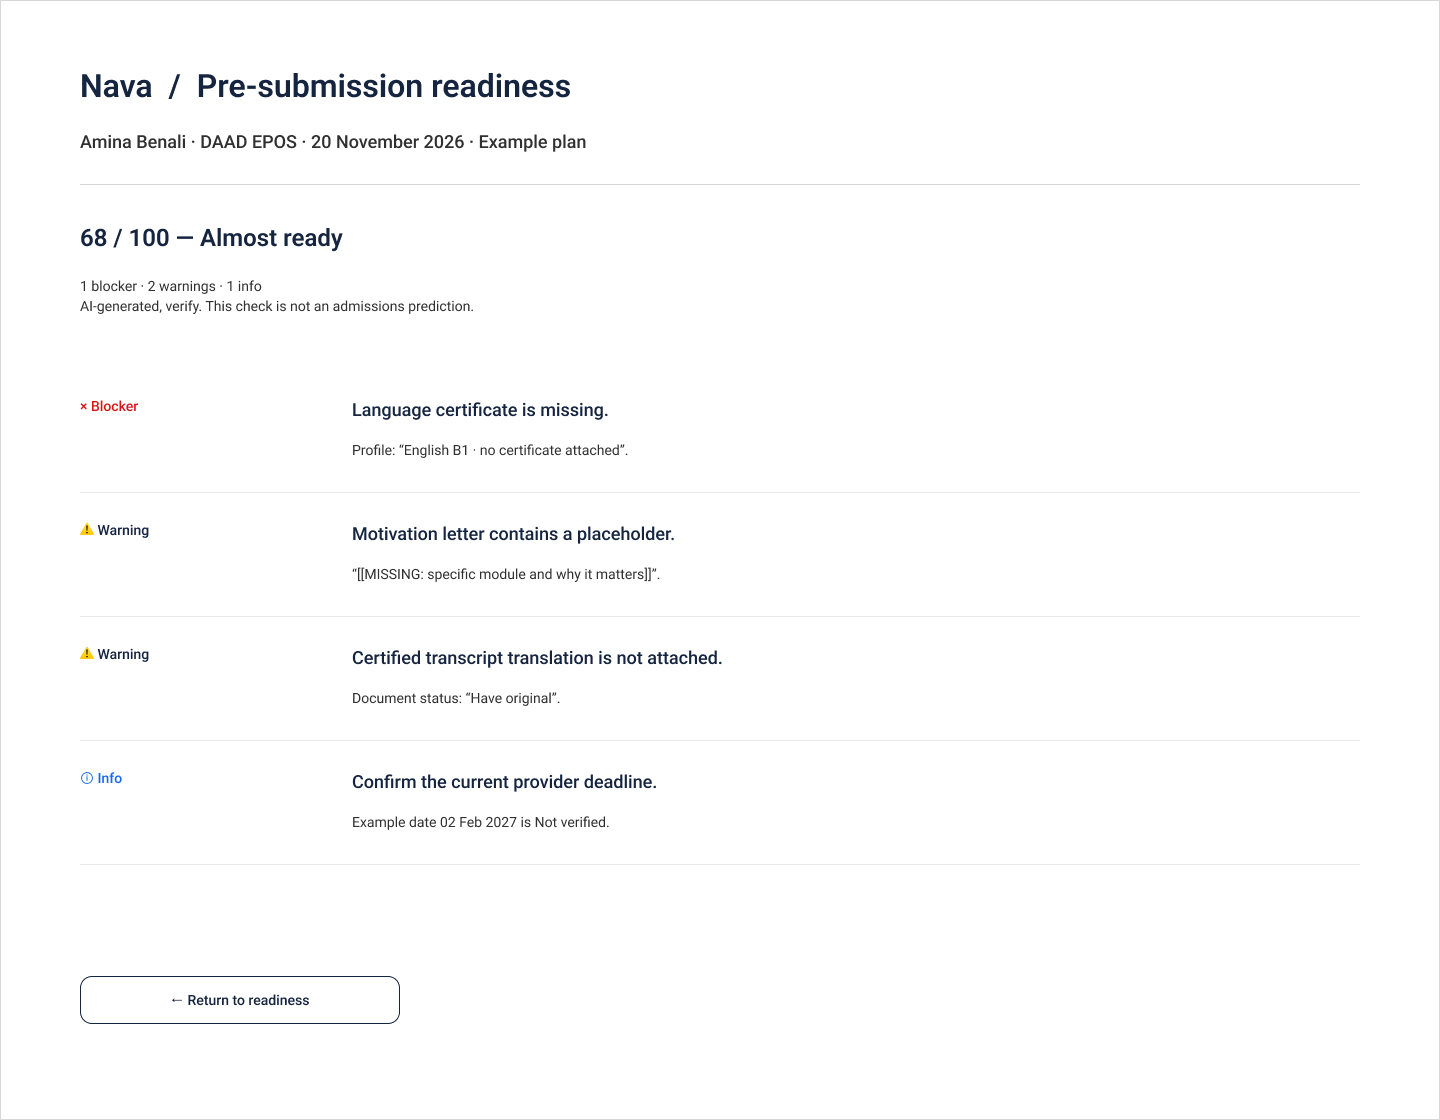 Nava / Pre-submission readiness
Amina Benali · DAAD EPOS · 20 November 2026 · Example plan
68 / 100 — Almost ready
1 blocker · 2 warnings · 1 info
AI-generated, verify. This check is not an admissions prediction.
× Blocker
Language certificate is missing.
Profile: “English B1 · no certificate attached”.
⚠ Warning
Motivation letter contains a placeholder.
“[[MISSING: specific module and why it matters]]”.
⚠ Warning
Certified transcript translation is not attached.
Document status: “Have original”.
ⓘ Info
Confirm the current provider deadline.
Example date 02 Feb 2027 is Not verified.
← Return to readiness